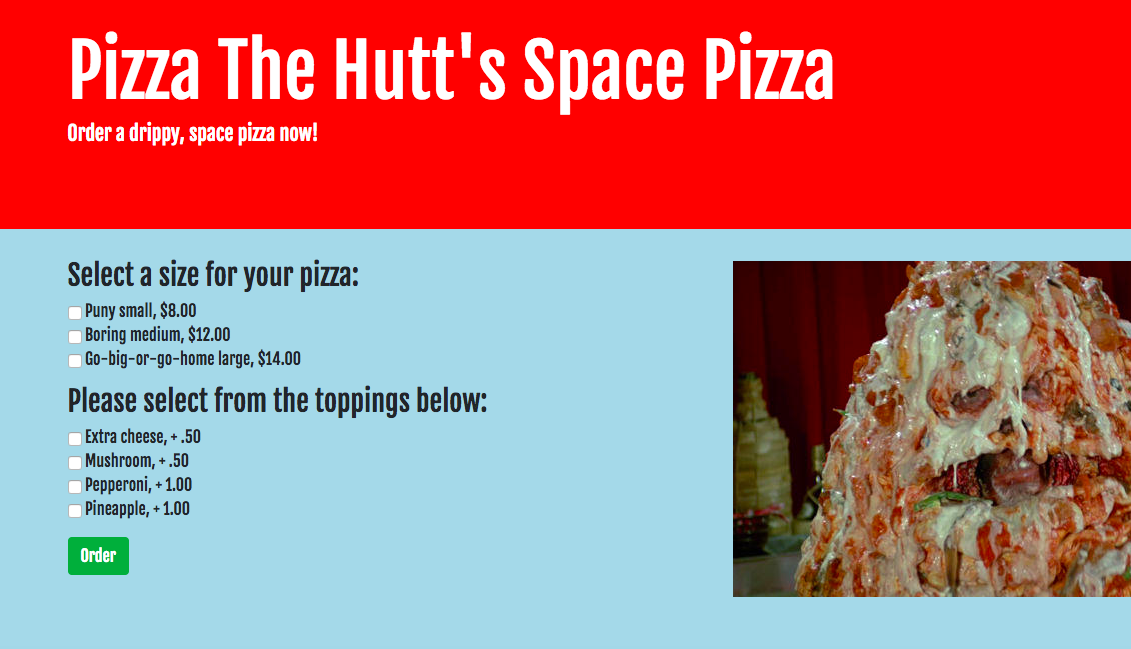 Pizza The Hutt's Space Pizza
Order a drippy, space pizza now!
Select a size for your pizza:
Puny small, $8.00
Boring medium, $12.00
Go-big-or-go-home large, $14.00
Please select from the toppings below:
Extra cheese, + .50
Mushroom, + .50
Pepperoni, + 1.00
Pineapple, + 1.00
Order